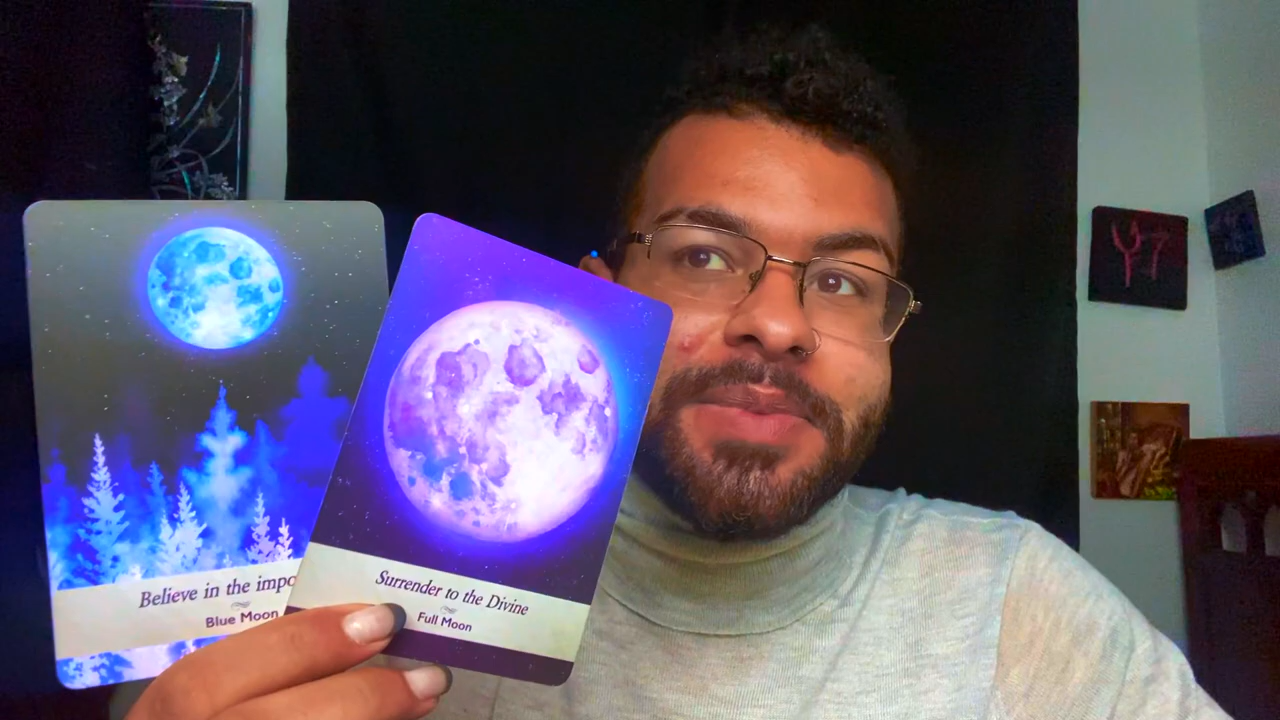 Believe in the impo
Blue Moon
Surrender to the Divine
Full Moon